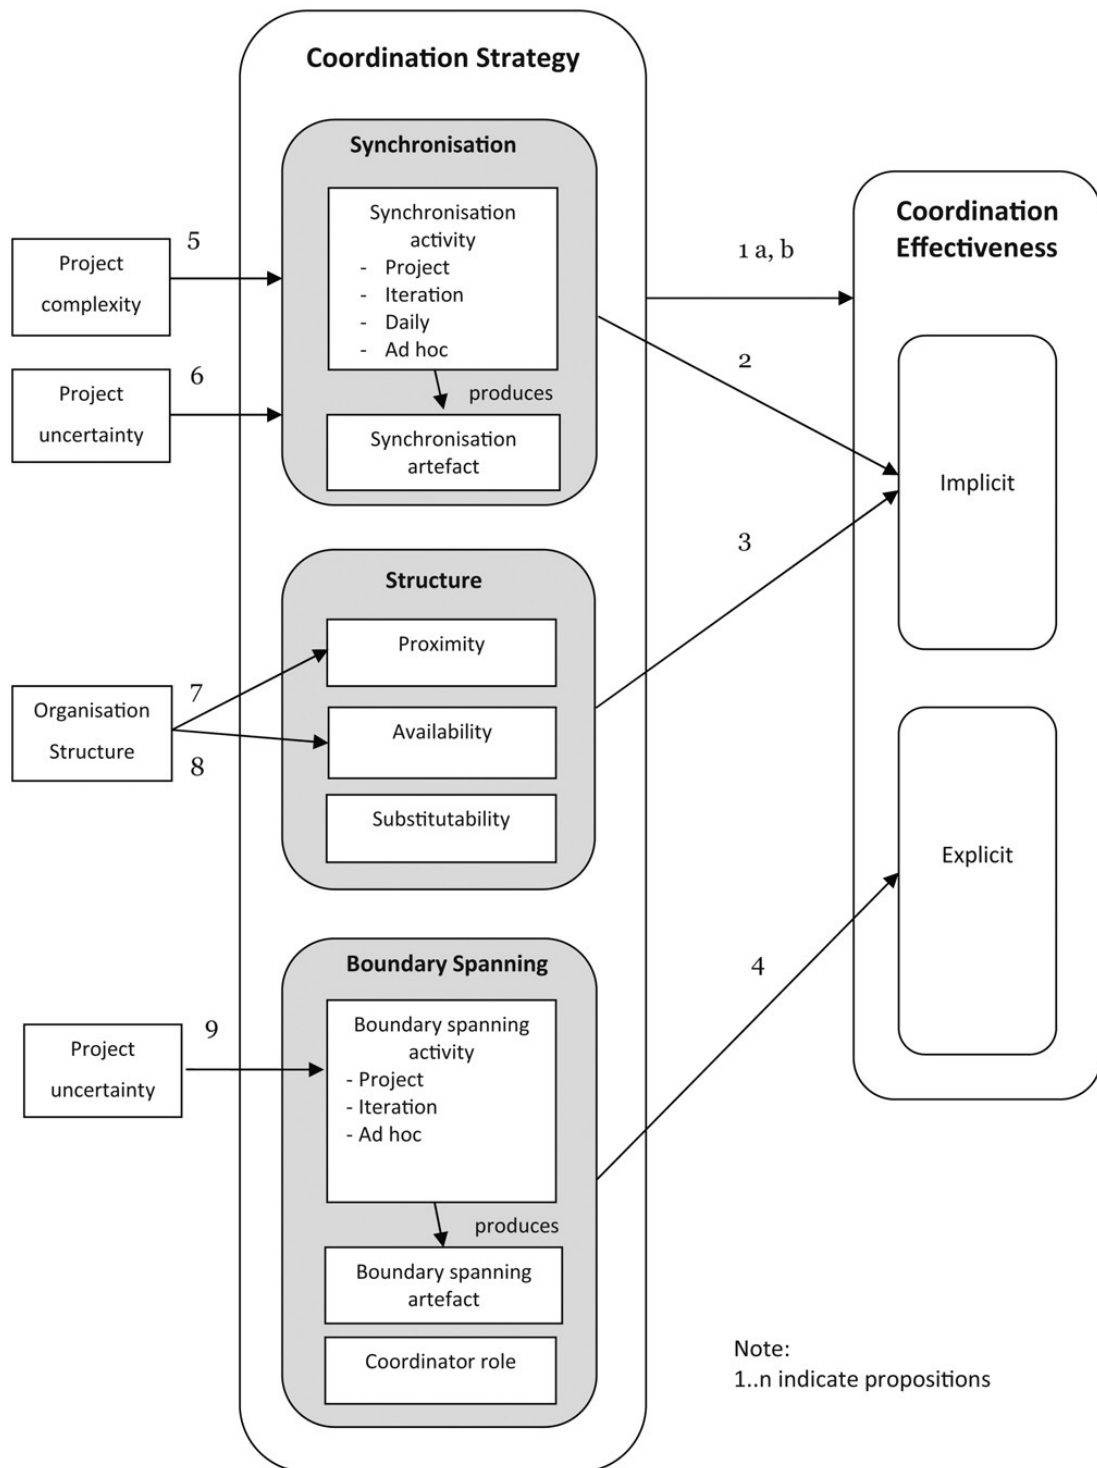 Coordination Strategy
Synchronisation
Synchronisation
activity
- Project
- Iteration
- Daily
- Ad hoc
produces
Synchronisation
artefact
Project
complexity
5
Project
uncertainty
6
Structure
Proximity
Availability
Substitutability
Organisation
Structure
7
8
Boundary Spanning
Boundary spanning
activity
- Project
- Iteration
- Ad hoc
produces
Boundary spanning
artefact
Coordinator role
Project
uncertainty
9
1 a, b
2
3
4
Coordination
Effectiveness
Implicit
Explicit
Note:
1..n indicate propositions